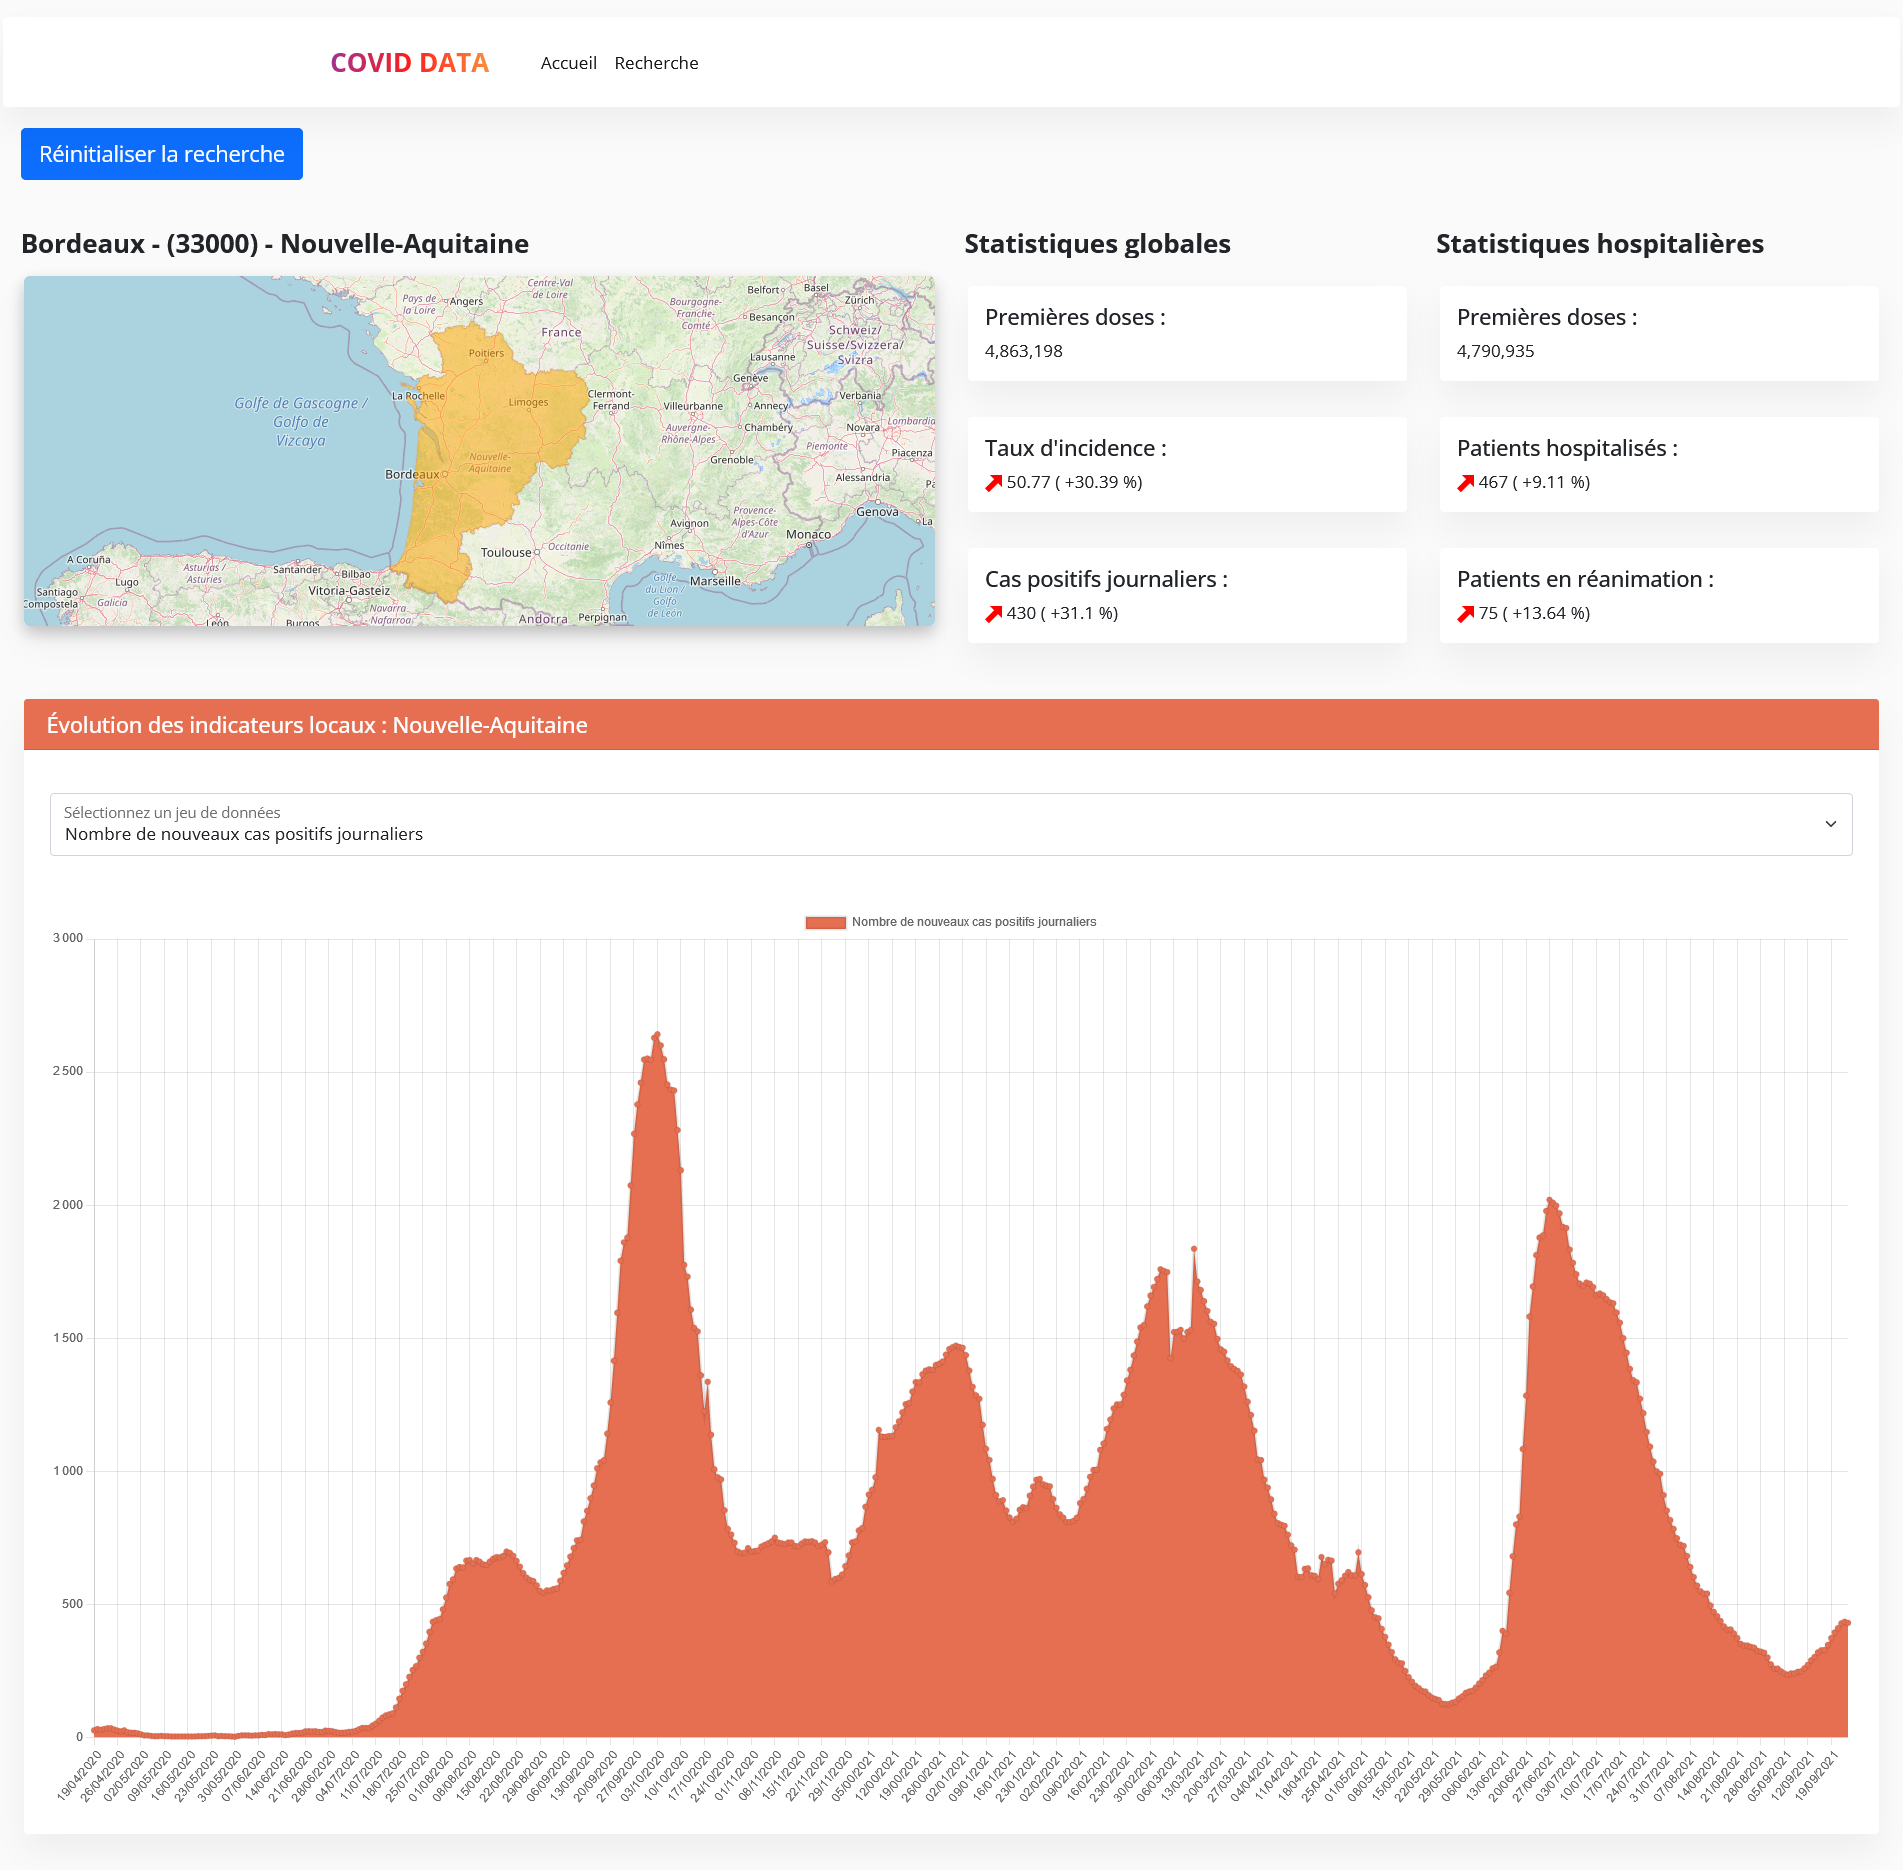 COVID DATA
Accueil
Recherche
Réinitialiser la recherche
Bordeaux - (33000) - Nouvelle-Aquitaine
Pays de
la Loire
Angers
Centre-Val
de Loire
France
Bourgogne-
Franche-
Comté
Belfort
Basel
Zürich
Besançon
Schweiz/
Suisse/Svizzera/
Svizra
Lausanne
Genève
Poitiers
La Rochelle
Limoges
Clermont-
Ferrand
Villeurbanne
Annecy
Verbania
Lombardia
Auvergne-
Rhône-Alpes
Chambéry
Novara
Piemonte
Piacenza
Grenoble
Alessandria
Golfe de Gascogne /
Golfo de
Vizcaya
Bordeaux
Nouvelle-
Aquitaine
Genova
Provence-
Alpes-Côte
d'Azur
Avignon
Monaco
Nîmes
Toulouse
Occitanie
Marseille
Golfe
du Lion /
Golfo
de León
A Coruña
Lugo
Asturias /
Asturies
Santander
Bilbao
Vitoria-Gasteiz
Santiago
Compostela
Galicia
Navarra -
Nafarroa
León
Burgos
Andorra
Perpignan
Statistiques globales
Premières doses :
4,863,198
Taux d'incidence :
50.77 ( +30.39 %)
Cas positifs journaliers :
430 ( +31.1 %)
Statistiques hospitalières
Premières doses :
4,790,935
Patients hospitalisés :
467 ( +9.11 %)
Patients en réanimation :
75 ( +13.64 %)
Évolution des indicateurs locaux : Nouvelle-Aquitaine
Sélectionnez un jeu de données
Nombre de nouveaux cas positifs journaliers
Nombre de nouveaux cas positifs journaliers
3 000
2 500
2 000
1 500
1 000
500
0
19/04/2020
26/04/2020
02/05/2020
09/05/2020
16/05/2020
23/05/2020
30/05/2020
07/06/2020
14/06/2020
21/06/2020
28/06/2020
04/07/2020
11/07/2020
18/07/2020
25/07/2020
01/08/2020
08/08/2020
15/08/2020
22/08/2020
29/08/2020
06/09/2020
13/09/2020
20/09/2020
27/09/2020
03/10/2020
10/10/2020
17/10/2020
24/10/2020
01/11/2020
08/11/2020
15/11/2020
22/11/2020
29/11/2020
05/00/2021
12/00/2021
19/00/2021
26/00/2021
02/01/2021
09/01/2021
16/01/2021
23/01/2021
02/02/2021
09/02/2021
16/02/2021
23/02/2021
30/02/2021
06/03/2021
13/03/2021
20/03/2021
27/03/2021
04/04/2021
11/04/2021
18/04/2021
25/04/2021
01/05/2021
08/05/2021
15/05/2021
22/05/2021
29/05/2021
06/06/2021
13/06/2021
20/06/2021
27/06/2021
03/07/2021
10/07/2021
17/07/2021
24/07/2021
31/07/2021
07/08/2021
14/08/2021
21/08/2021
28/08/2021
05/09/2021
12/09/2021
19/09/2021